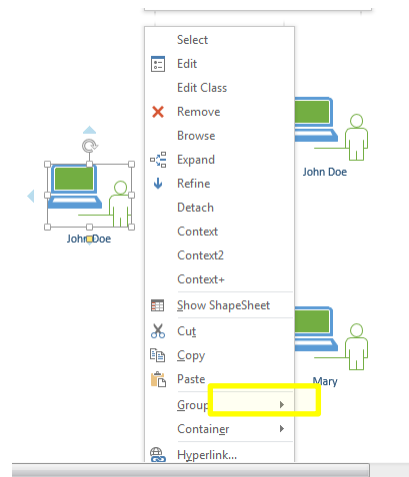 Select
Edit
Edit Class
Remove
Browse
Expand
Refine
Detach
Context
Context2
Context+
Show ShapeSheet
Cut
Copy
Paste
Group
Container
Hyperlink...
John Doe
John Doe
Mary